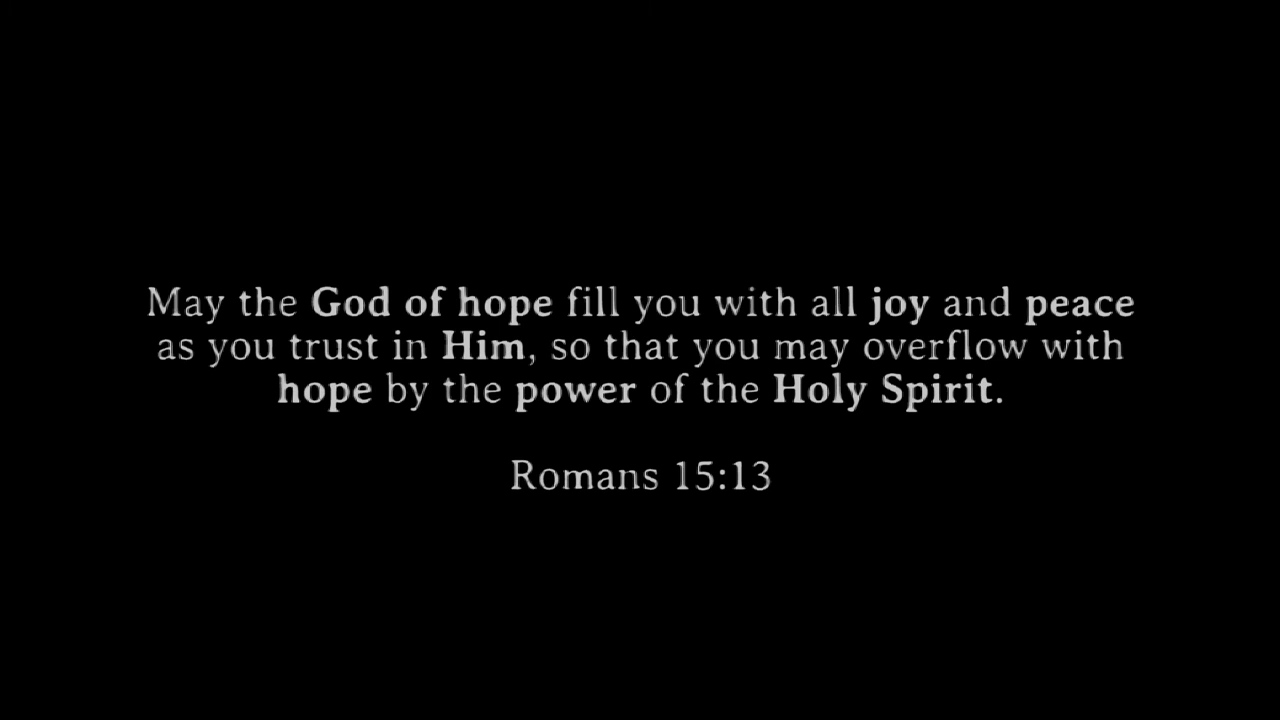 May the God of hope fill you with all joy and peace
as you trust in Him, so that you may overflow with
hope by the power of the Holy Spirit.
Romans 15:13